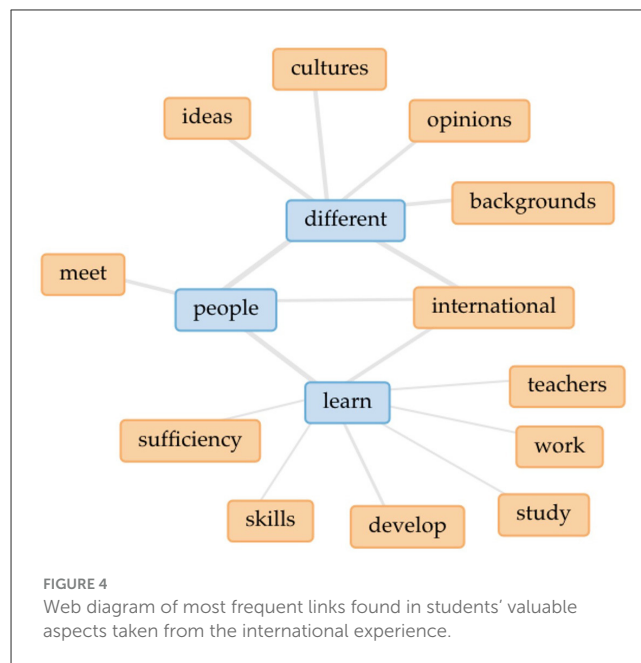 cultures
ideas
opinions
backgrounds
different
meet
people
international
teachers
learn
sufficiency
work
skills
develop
study
FIGURE 4
Web diagram of most frequent links found in students' valuable
aspects taken from the international experience.